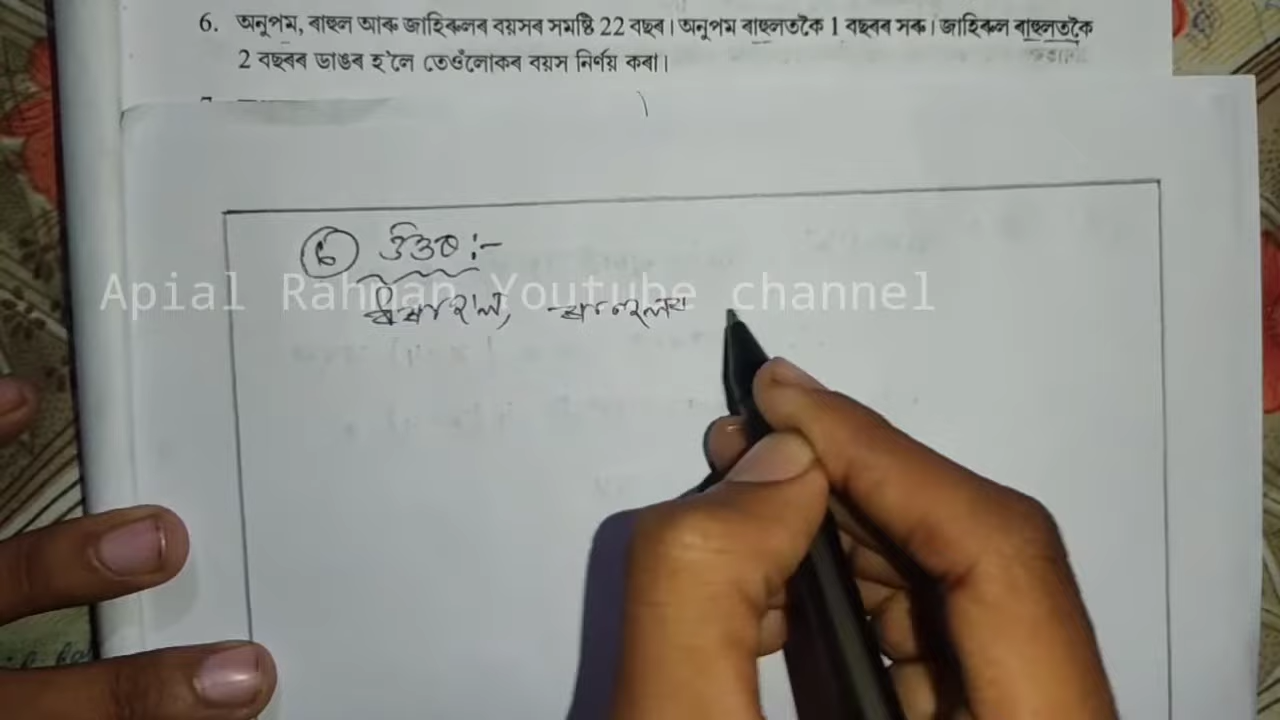 6. অনুপম, ৰাহুল আৰু জাহিৰুলৰ বয়সৰ সমষ্টি 22 বছৰ। অনুপম ৰাহুলতকৈ 1 বছৰৰ সৰু। জাহিৰুল ৰাহুলতকৈ
2 বছৰৰ ডাঙৰ হ'লে তেওঁলোকৰ বয়স নিৰ্ণয় কৰা।
6 উত্তৰ :-
Apial Rahman Youtube channel